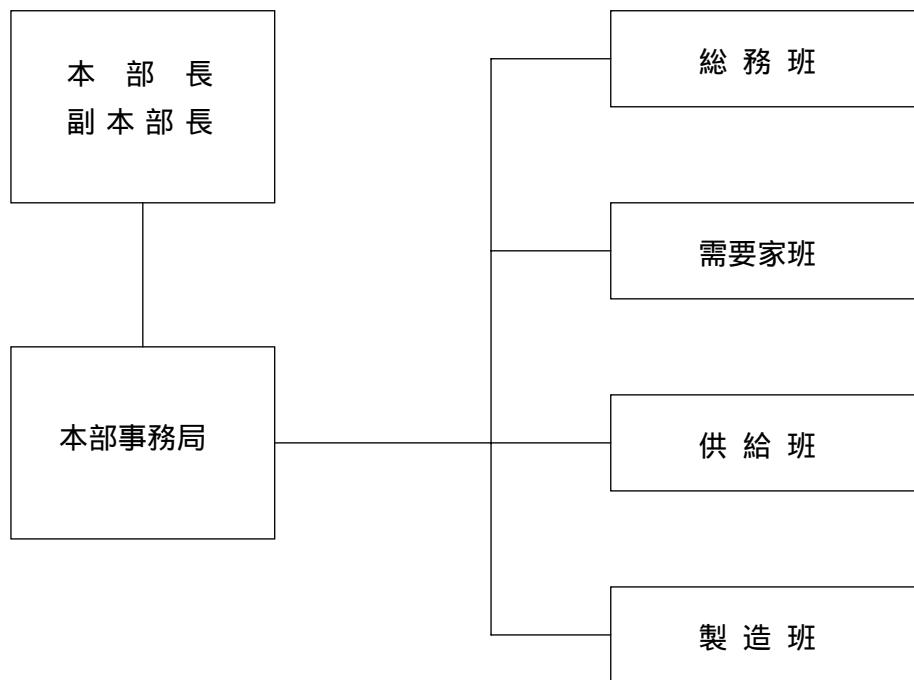 本部長
副本部長
本部事務局
総務班
需要家班
供給班
製造班